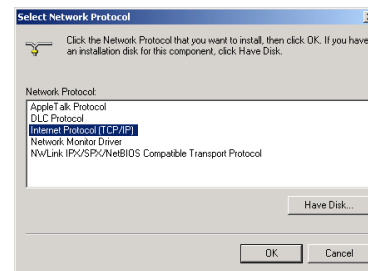 Select Network Protocol
Click the Network Protocol that you want to install, then click OK. If you have
an installation disk for this component, click Have Disk.
Network Protocol:
AppleTalk Protocol
DLC Protocol
Internet Protocol (TCP/IP)
Network Monitor Driver
NWLink IPX/SPX/NetBIOS Compatible Transport Protocol
Have Disk...
OK
Cancel